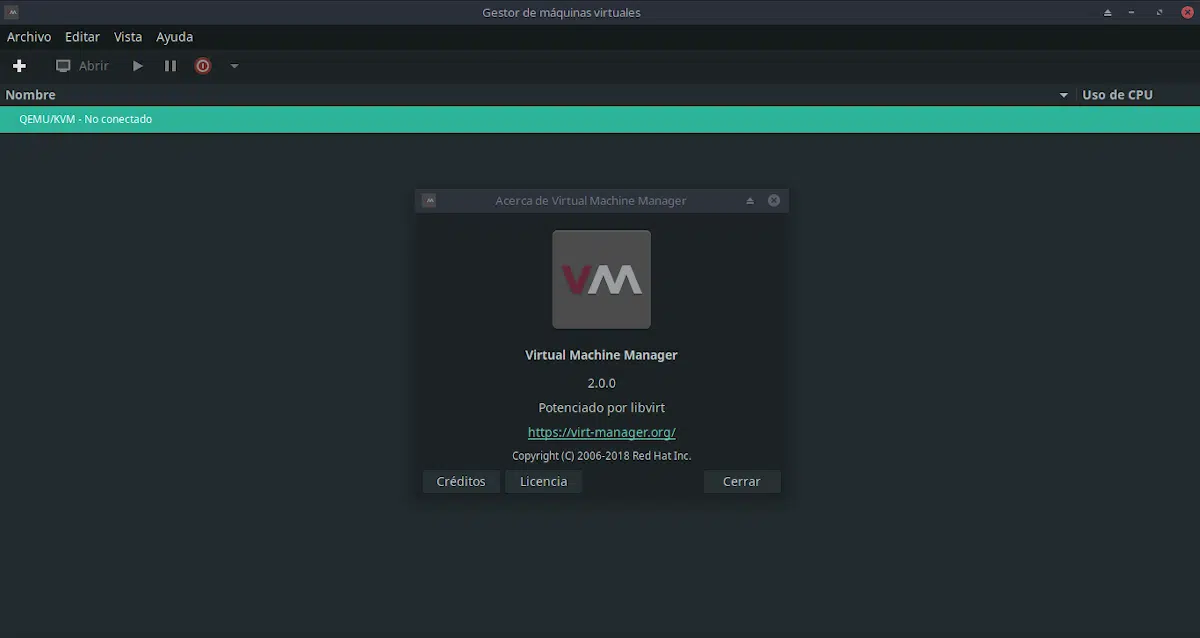 Gestor de máquinas virtuales
Archivo Editar Vista Ayuda
Abrir
Nombre Uso de CPU
QEMU/KVM - No conectado
Acerca de Virtual Machine Manager
VM
Virtual Machine Manager
2.0.0
Potenciado por libvirt
https://virt-manager.org/
Copyright (C) 2006-2018 Red Hat Inc.
Créditos Licencia Cerrar